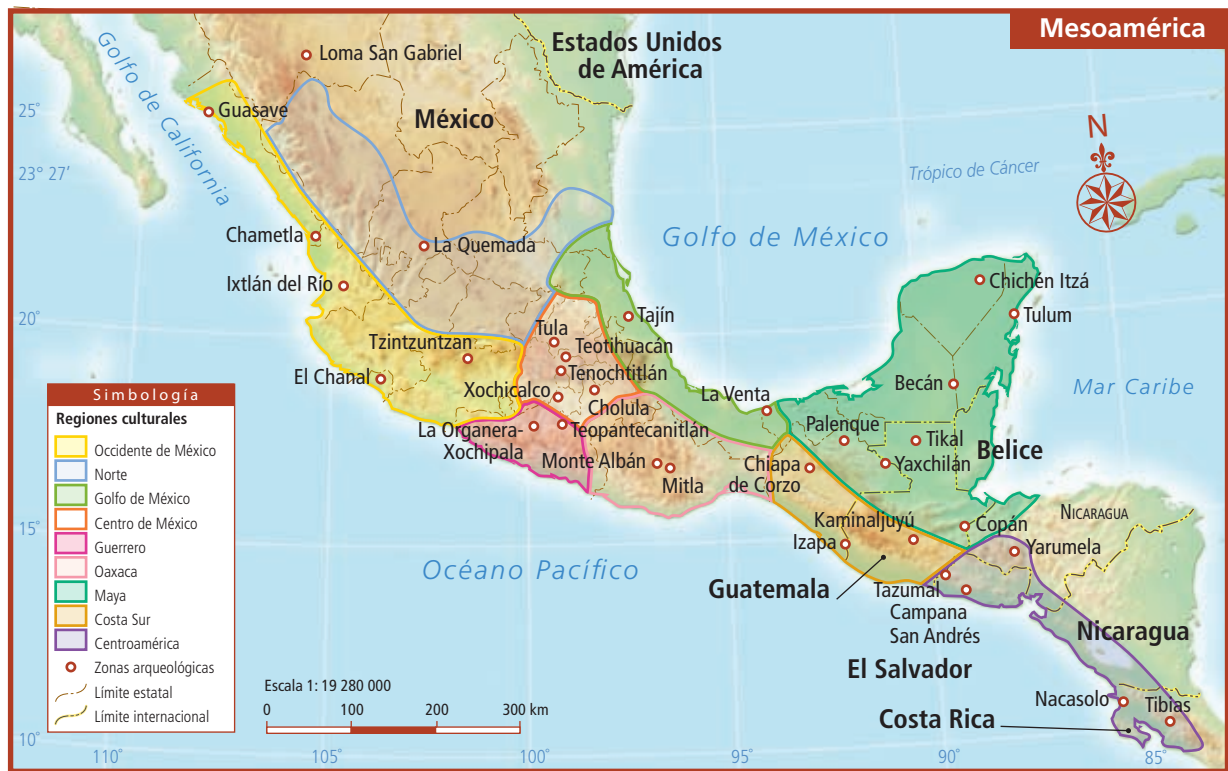 Mesoamérica
Estados Unidos
de América
Loma San Gabriel
Golfo de California
25°
Guasave
México
N
23° 27’
Trópico de Cáncer
Chametla
La Quemada
Golfo de México
Ixtlán del Río
Chichén Itzá
20°
Tajín
Tulum
Tula
Teotihuacán
Tzintzuntzan
Tenochtitlán
El Chanal
Xochicalco
Cholula
La Venta
Becán
Mar Caribe
La Organera-
Xochipala
Teopantecanitlán
Palenque
Tikal
Belice
Yaxchilán
Monte Albán
Mitla
Chiapa
de Corzo
15°
Kaminaljuyú
Copán
Nicaragua
Izapa
Yarumela
Océano Pacífico
Guatemala
Tazumal
Campana
San Andrés
Nicaragua
El Salvador
Nacasolo
Tibias
Costa Rica
10°
110°
105°
100°
95°
90°
85°
Simbología
Regiones culturales
Occidente de México
Norte
Golfo de México
Centro de México
Guerrero
Oaxaca
Maya
Costa Sur
Centroamérica
Zonas arqueológicas
Límite estatal
Límite internacional
Escala 1: 19 280 000
0 100 200 300 km